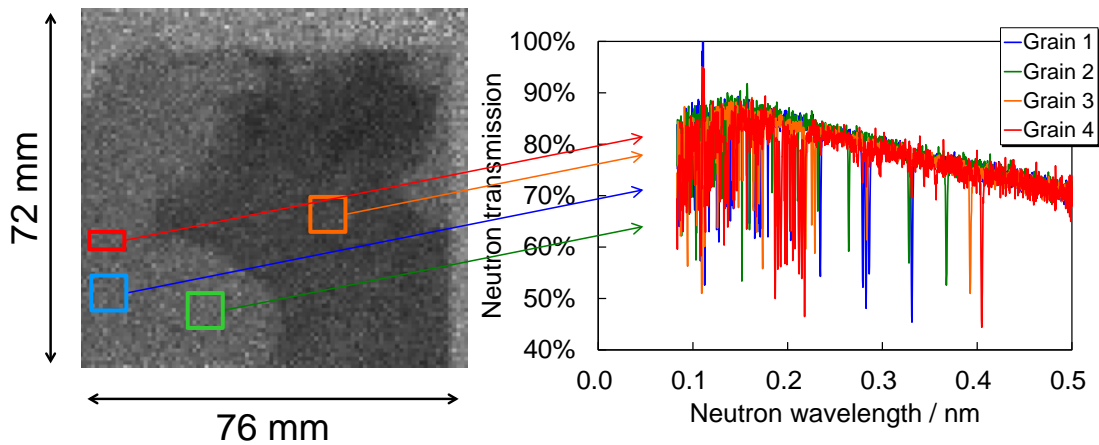 72 mm
76 mm
Neutron transmission
100%
90%
80%
70%
60%
50%
40%
0.0 0.1 0.2 0.3 0.4 0.5
Neutron wavelength / nm
Grain 1
Grain 2
Grain 3
Grain 4